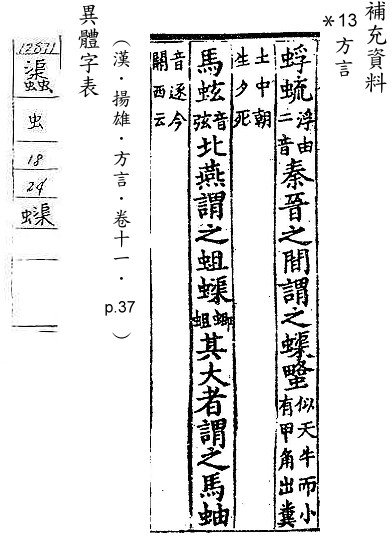 補充資料
*13 方言
蜉 浮由二音秦晉之閒謂之蟝 似天牛而小有甲角出糞
土中朝生夕死
馬蚿音弦北燕謂之蛆蟝蝍蛆其大者謂之馬蚰
音逐今關西云
（漢．揚雄．方言．卷十一． p.37 ）
異體字表
12871
蟝
虫
18
24
蟝